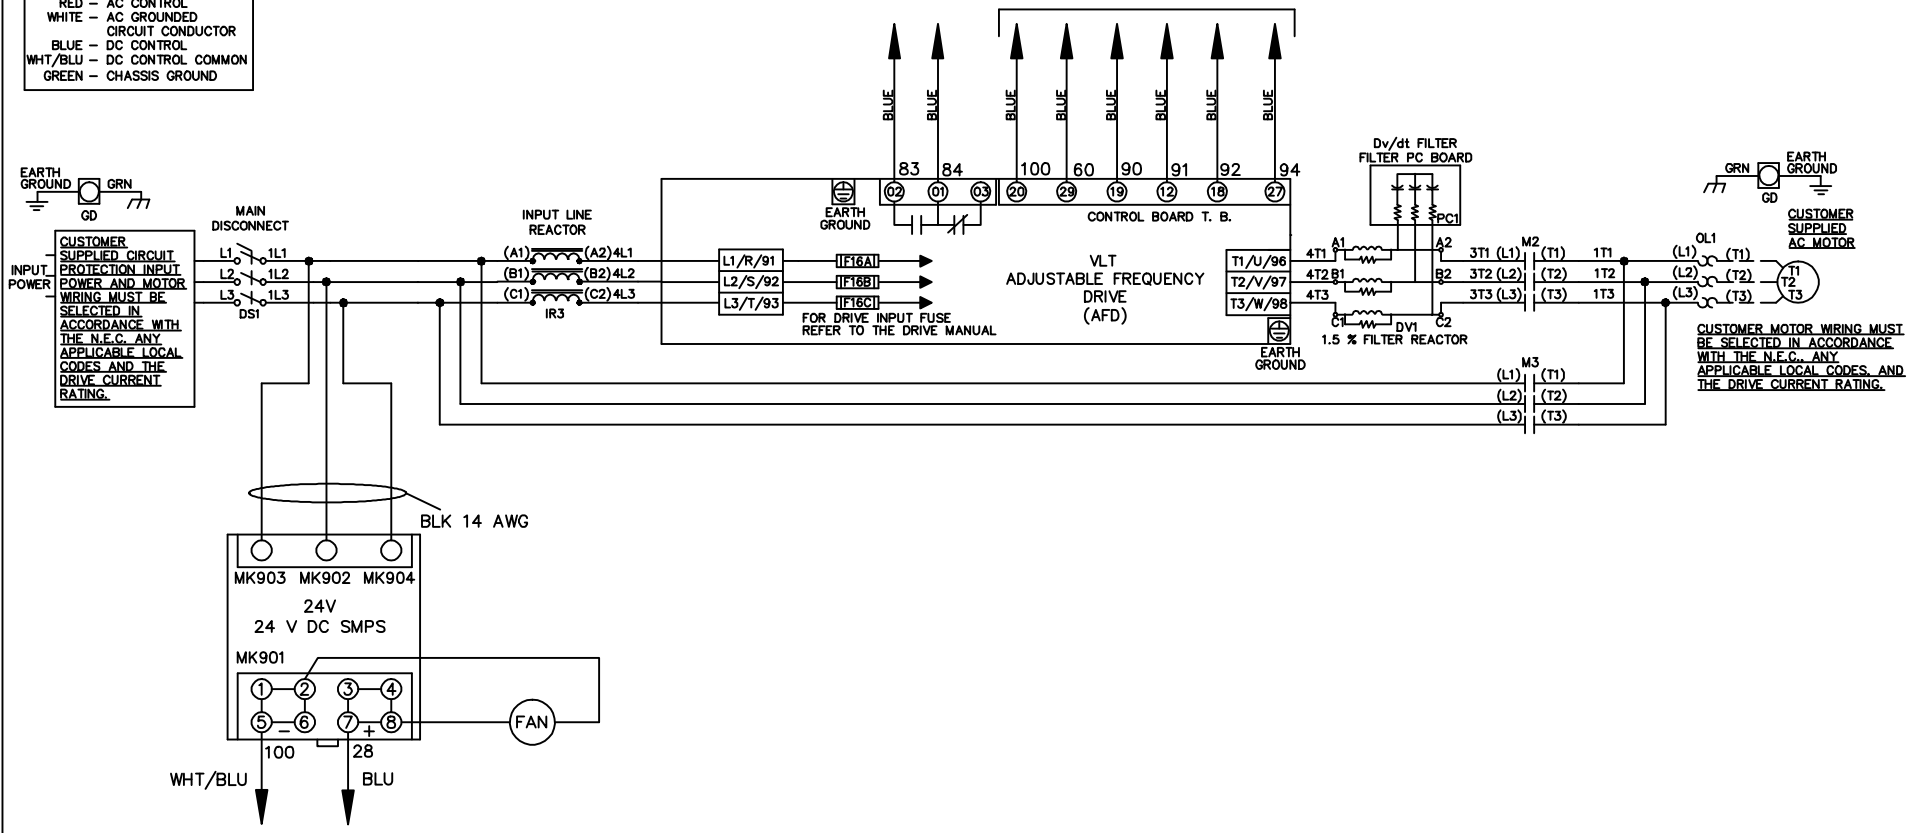 RED – AC CONTROL
WHITE – AC GROUNDED
CIRCUIT CONDUCTOR
BLUE – DC CONTROL
WHT/BLU – DC CONTROL COMMON
GREEN – CHASSIS GROUND
BLUE
BLUE
BLUE
BLUE
BLUE
BLUE
BLUE
BLUE
83
84
100
60
90
91
92
94
02
01
03
20
29
19
12
18
27
EARTH
GROUND
CONTROL BOARD T. B.
EARTH
GROUND
GRN
GD
MAIN
DISCONNECT
INPUT LINE
REACTOR
Dv/dt FILTER
FILTER PC BOARD
PC1
GRN
EARTH
GROUND
GD
CUSTOMER
SUPPLIED
AC MOTOR
INPUT
POWER
CUSTOMER
SUPPLIED CIRCUIT
PROTECTION INPUT
POWER AND MOTOR
WIRING MUST BE
SELECTED IN
ACCORDANCE WITH
THE N.E.C. ANY
APPLICABLE LOCAL
CODES AND THE
DRIVE CURRENT
RATING.
L1 1L1
L2 1L2
L3 1L3
DS1
(A1) (A2) 4L1
(B1) (B2) 4L2
(C1) (C2) 4L3
IR3
L1/R/91
L2/S/92
L3/T/93
IF16A
IF16B
IF16C
FOR DRIVE INPUT FUSE
REFER TO THE DRIVE MANUAL
VLT
ADJUSTABLE FREQUENCY
DRIVE
(AFD)
T1/U/96
T2/V/97
T3/W/98
EARTH
GROUND
4T1 A1 A2
4T2 B1 B2
4T3
C1 C2
DV1
1.5 % FILTER REACTOR
M2
3T1 (L1) (T1) 1T1
3T2 (L2) (T2) 1T2
3T3 (L3) (T3) 1T3
OL1
(L1) (T1)
(L2) (T2)
(L3) (T3)
T1
T2
T3
CUSTOMER MOTOR WIRING MUST
BE SELECTED IN ACCORDANCE
WITH THE N.E.C., ANY
APPLICABLE LOCAL CODES, AND
THE DRIVE CURRENT RATING.
M3
(L1) (T1)
(L2) (T2)
(L3) (T3)
BLK 14 AWG
MK903 MK902 MK904
24V
24 V DC SMPS
MK901
1 2 3 4
5 6 7 8
– +
FAN
100
28
WHT/BLU
BLU